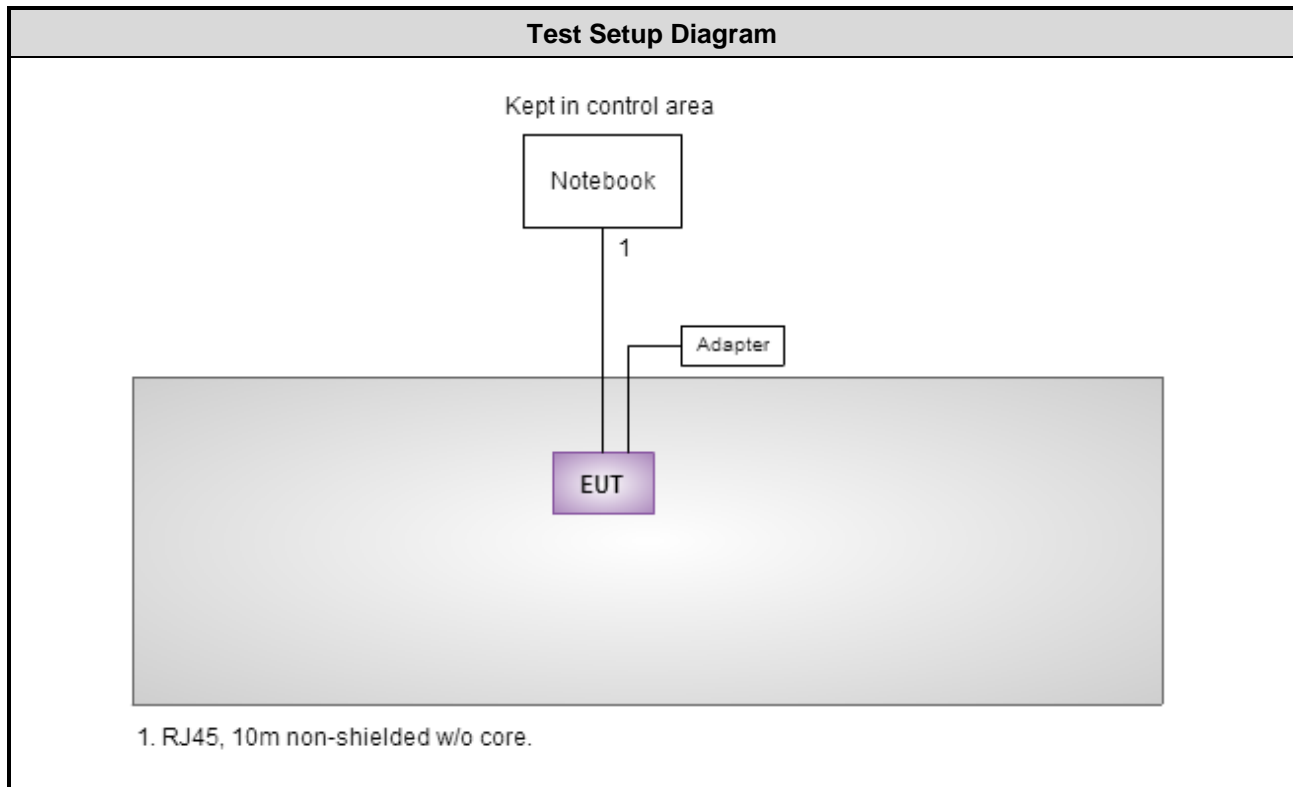 Test Setup Diagram
Kept in control area
Notebook
1
Adapter
EUT
1. RJ45, 10m non-shielded w/o core.